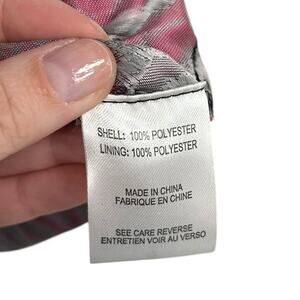 SHELL: 100% POLYESTER
LINING: 100% POLYESTER
MADE IN CHINA
FABRIQUE EN CHINE
SEE CARE REVERSE
ENTRETIEN VOIR AU VERSO